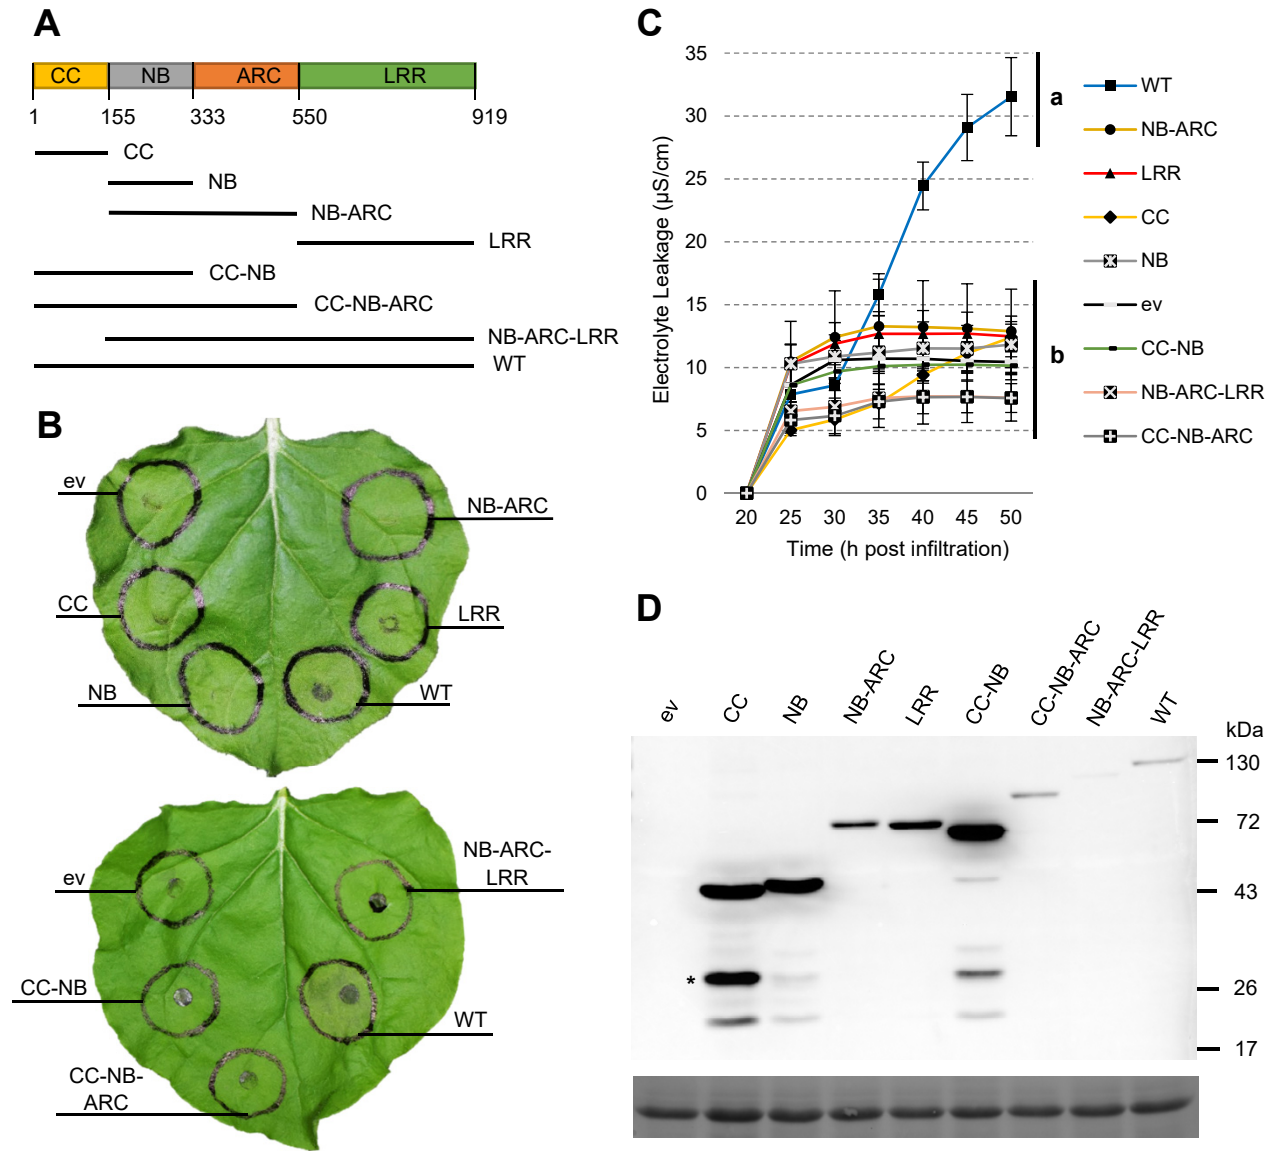 A
CC NB ARC LRR
1 155 333 550 919
CC
NB
NB-ARC
LRR
CC-NB
CC-NB-ARC
NB-ARC-LRR
WT
B
ev
NB-ARC
CC
LRR
NB
WT
NB-ARC-
LRR
ev
CC-NB
WT
CC-NB-
ARC
C
Electrolyte Leakage (µS/cm)
35
30
25
20
15
10
5
0
20 25 30 35 40 45 50
Time (h post infiltration)
a
b
WT
NB-ARC
LRR
CC
NB
ev
CC-NB
NB-ARC-LRR
CC-NB-ARC
D
ev CC NB NB-ARC LRR CC-NB CC-NB-ARC NB-ARC-LRR WT
kDa
130
72
43
*
26
17